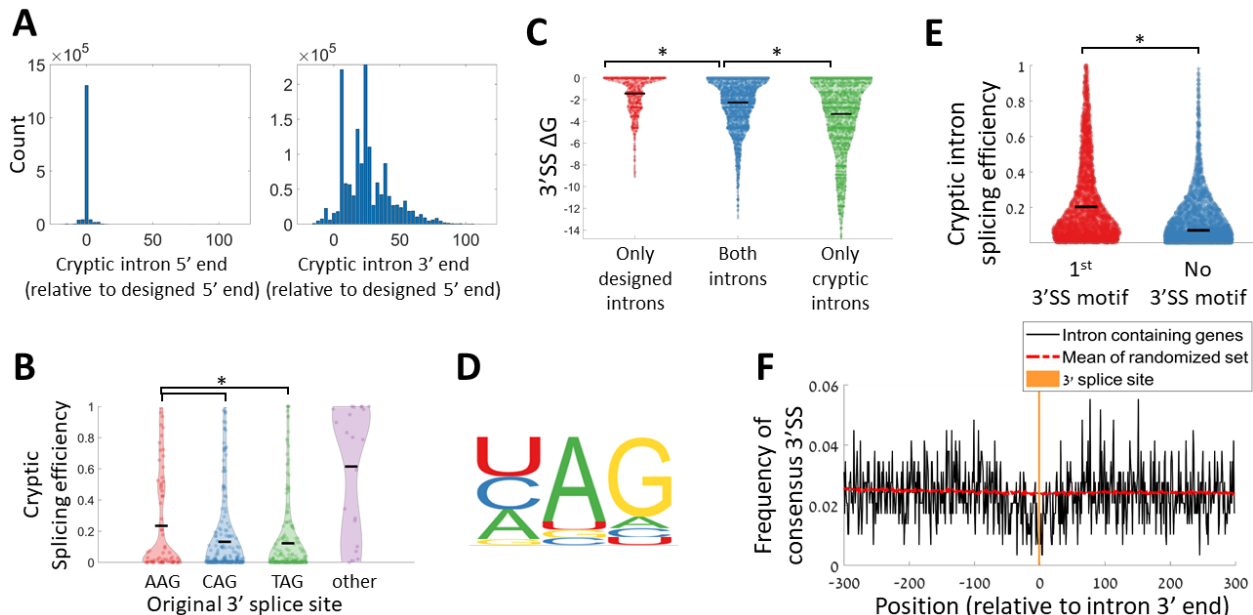 A
×10⁵
15
10
5
0
Count
0 50 100
Cryptic intron 5' end
(relative to designed 5' end)
×10⁵
2
1.5
1
0.5
0
0 50 100
Cryptic intron 3' end
(relative to designed 5' end)
B
Cryptic
Splicing efficiency
1
0.8
0.6
0.4
0.2
0
*
AAG CAG TAG other
Original 3' splice site
C
3'SS ΔG
0
-2
-4
-6
-8
-10
-12
-14
* *
Only designed introns
Both introns
Only cryptic introns
D
UAG
CUA
AGC
GCU
E
Cryptic intron
splicing efficiency
1
0.8
0.6
0.4
0.2
*
1st
3'SS motif
No
3'SS motif
F
Intron containing genes
Mean of randomized set
3' splice site
Frequency of
consensus 3'SS
0.06
0.04
0.02
0
-300 -200 -100 0 100 200 300
Position (relative to intron 3' end)